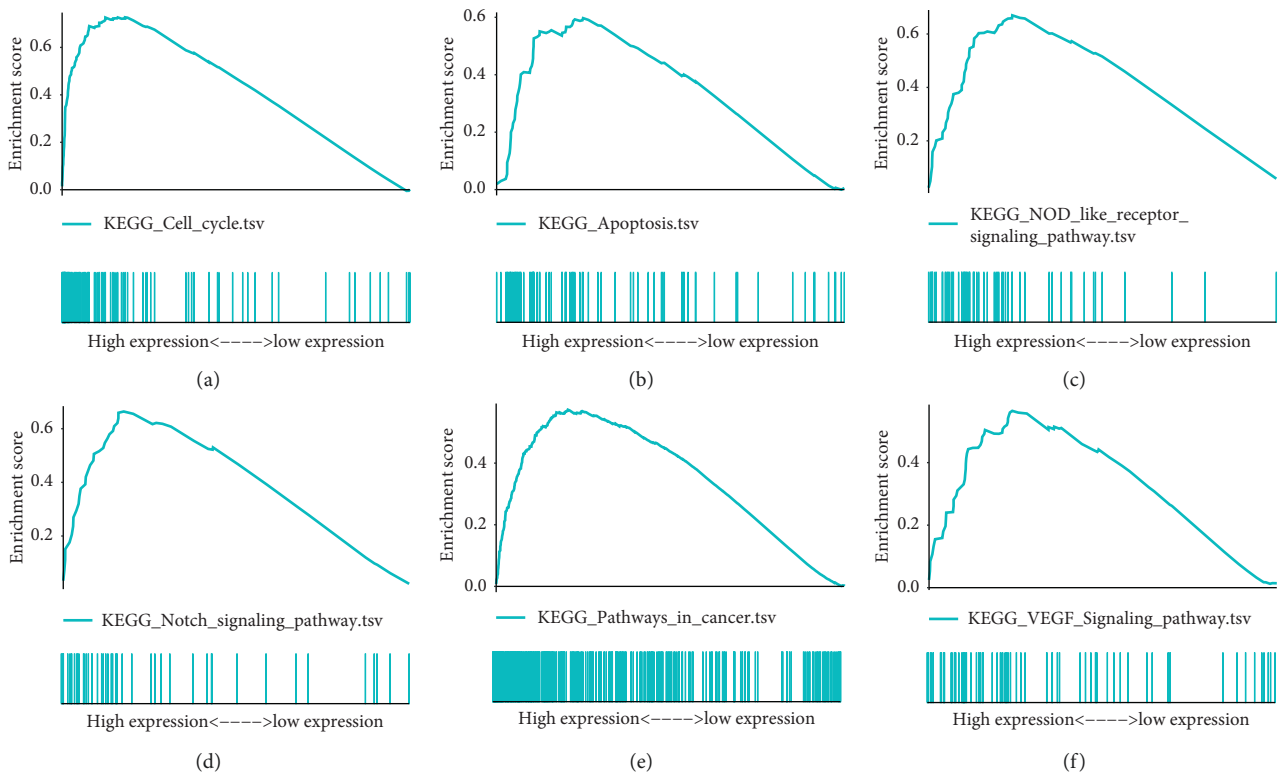 Enrichment score
0.6
0.4
0.2
0.0
KEGG_Cell_cycle.tsv
High expression<---->low expression
(a)
Enrichment score
0.6
0.4
0.2
0.0
KEGG_Apoptosis.tsv
High expression<---->low expression
(b)
Enrichment score
0.6
0.4
0.2
KEGG_NOD_like_receptor_
signaling_pathway.tsv
High expression<---->low expression
(c)
Enrichment score
0.6
0.4
0.2
KEGG_Notch_signaling_pathway.tsv
High expression<---->low expression
(d)
Enrichment score
0.4
0.2
0.0
KEGG_Pathways_in_cancer.tsv
High expression<---->low expression
(e)
Enrichment score
0.4
0.2
0.0
KEGG_VEGF_Signaling_pathway.tsv
High expression<---->low expression
(f)